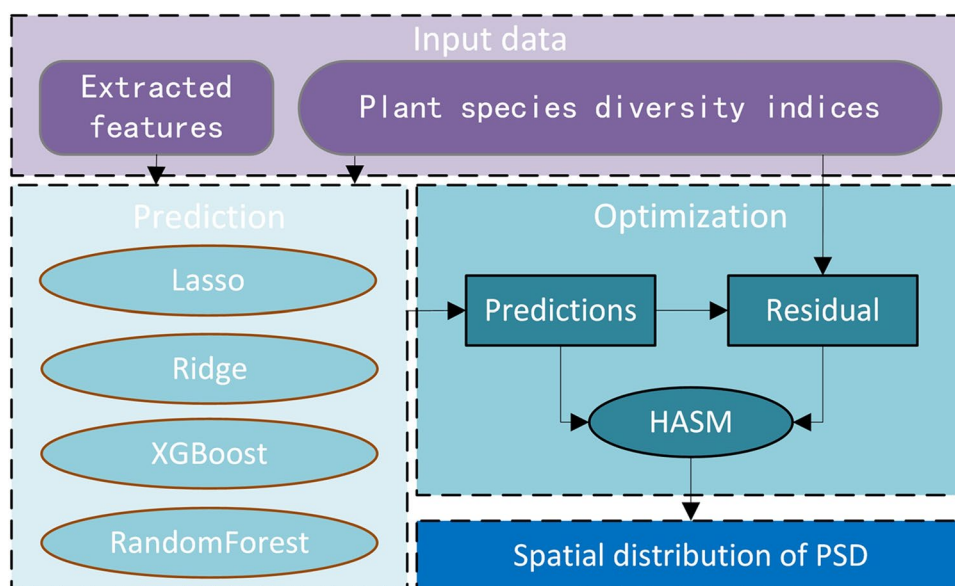 Input data
Extracted
features
Plant species diversity indices
Prediction
Lasso
Ridge
XGBoost
RandomForest
Optimization
Predictions
Residual
HASM
Spatial distribution of PSD